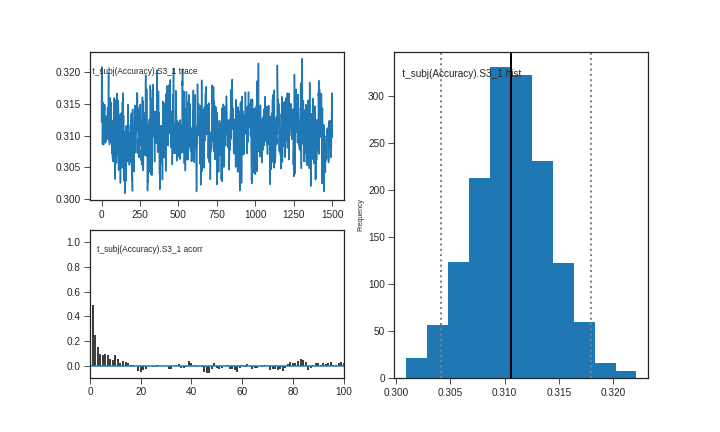 t_subj(Accuracy).S3_1 trace
0.320
0.315
0.310
0.305
0.300
0 250 500 750 1000 1250 1500
t_subj(Accuracy).S3_1 acorr
1.0
0.8
0.6
0.4
0.2
0.0
0 20 40 60 80 100
t_subj(Accuracy).S3_1 hist
Frequency
300
250
200
150
100
50
0
0.300 0.305 0.310 0.315 0.320